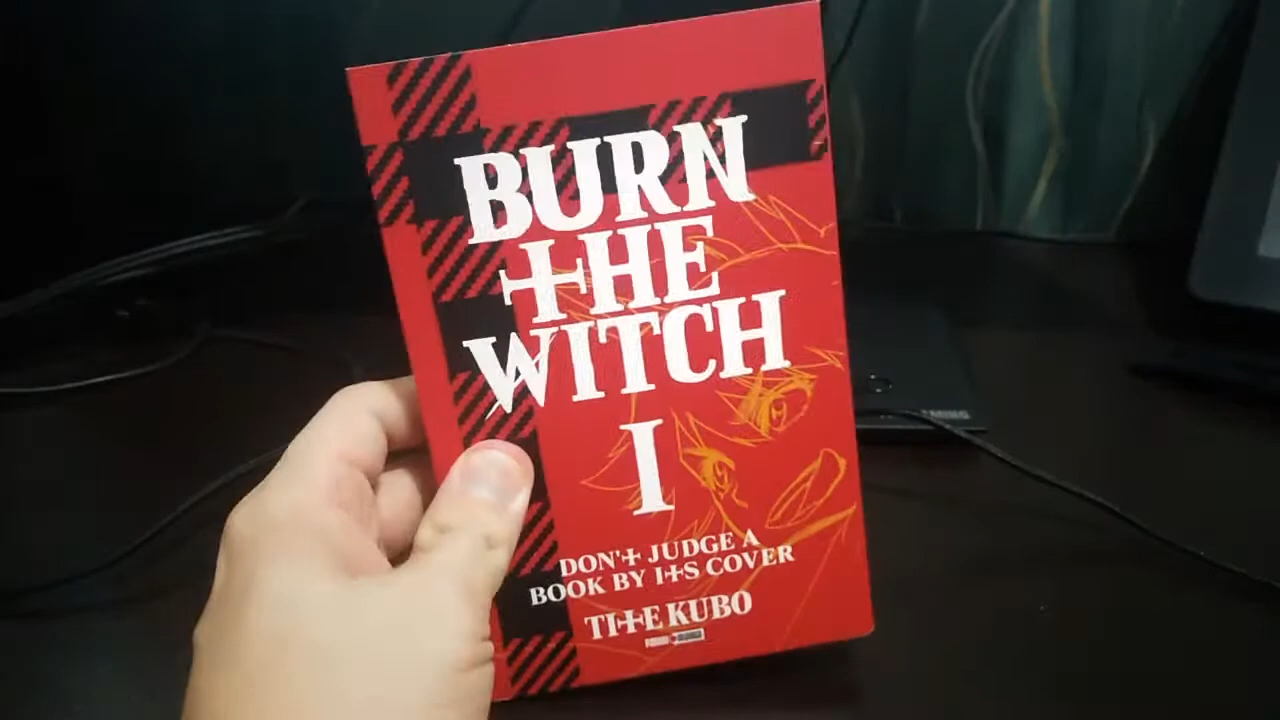 BURN
THE
WITCH
I
DON'T JUDGE A
BOOK BY ITS COVER
TITE KUBO